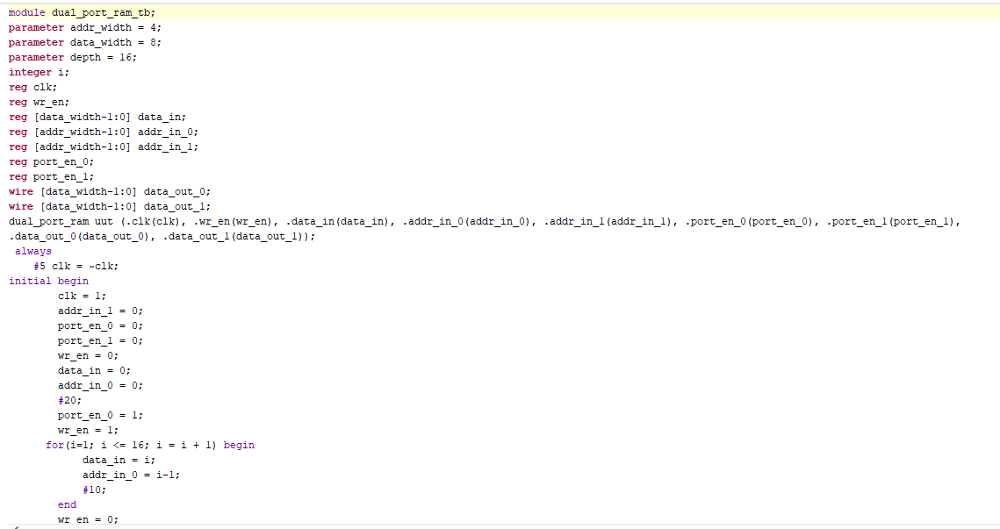 module dual_port_ram_tb;
parameter addr_width = 4;
parameter data_width = 8;
parameter depth = 16;
integer i;
reg clk;
reg wr_en;
reg [data_width-1:0] data_in;
reg [addr_width-1:0] addr_in_0;
reg [addr_width-1:0] addr_in_1;
reg port_en_0;
reg port_en_1;
wire [data_width-1:0] data_out_0;
wire [data_width-1:0] data_out_1;
dual_port_ram uut (.clk(clk), .wr_en(wr_en), .data_in(data_in), .addr_in_0(addr_in_0), .addr_in_1(addr_in_1), .port_en_0(port_en_0), .port_en_1(port_en_1),
.data_out_0(data_out_0), .data_out_1(data_out_1));
always
#5 clk = ~clk;
initial begin
clk = 1;
addr_in_1 = 0;
port_en_0 = 0;
port_en_1 = 0;
wr_en = 0;
data_in = 0;
addr_in_0 = 0;
#20;
port_en_0 = 1;
wr_en = 1;
for(i=1; i <= 16; i = i + 1) begin
data_in = i;
addr_in_0 = i-1;
#10;
end
wr_en = 0;